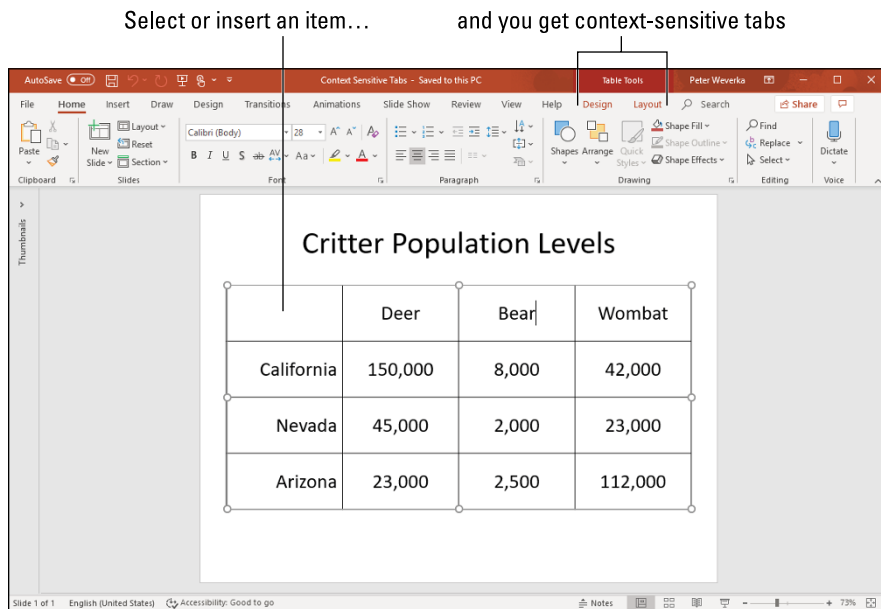 Select or insert an item… and you get context-sensitive tabs
AutoSave Off Context Sensitive Tabs - Saved to this PC Table Tools Peter Weverka
File Home Insert Draw Design Transitions Animations Slide Show Review View Help Design Layout Search Share
Layout Calibri (Body) 28 A A A Shape Fill Find
Paste New Slide Reset Shapes Arrange Quick Styles Shape Outline Replace Dictate
Section B I U S ab AV Aa A Shape Effects Select
Clipboard Slides Font Paragraph Drawing Editing Voice
Thumbnails
Critter Population Levels
Deer Bear Wombat
California 150,000 8,000 42,000
Nevada 45,000 2,000 23,000
Arizona 23,000 2,500 112,000
Slide 1 of 1 English (United States) Accessibility: Good to go Notes 73%